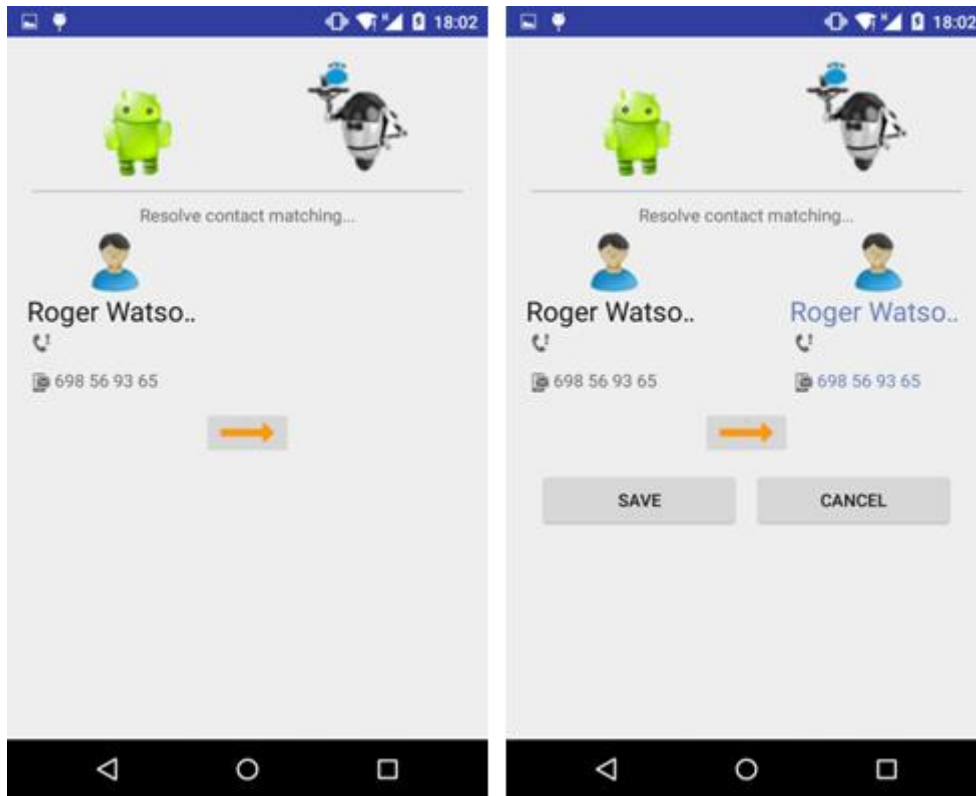 18:02
Resolve contact matching...
Roger Watso..
698 56 93 65
18:02
Resolve contact matching...
Roger Watso..
Roger Watso..
698 56 93 65
698 56 93 65
SAVE
CANCEL